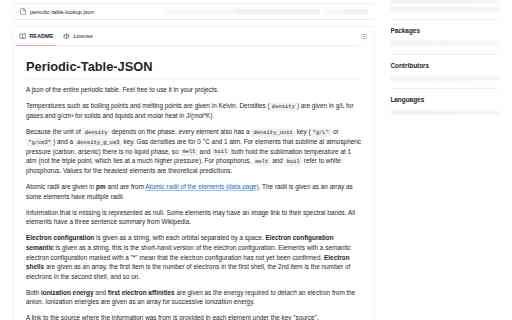 periodic-table-lookup.json
Packages
README License
Contributors
Periodic-Table-JSON
A json of the entire periodic table. Feel free to use it in your projects.
Languages
Temperatures such as boiling points and melting points are given in Kelvin. Densities ( density ) are given in g/L for
gases and g/cm³ for solids and liquids and molar heat in J/(mol*K).
Because the unit of density depends on the phase, every element also has a density_unit key ( "g/L" or
"g/cm3" ) and a density_g_cm3 key. Gas densities are for 0 °C and 1 atm. For elements that sublime at atmospheric
pressure (carbon, arsenic) there is no liquid phase, so melt and boil both hold the sublimation temperature at 1
atm (not the triple point, which lies at a much higher pressure). For phosphorus, melt and boil refer to white
phosphorus. Values for the heaviest elements are theoretical predictions.
Atomic radii are given in pm and are from Atomic radii of the elements (data page). The radii is given as an array as
some elements have multiple radii.
Information that is missing is represented as null. Some elements may have an image link to their spectral bands. All
elements have a three sentence summary from Wikipedia.
Electron configuration is given as a string, with each orbital separated by a space. Electron configuration
semantic is given as string, this is the short-hand version of the electron configuration. Elements with a semantic
electron configuration marked with a "*" mean that the electron configuration has not yet been confirmed. Electron
shells are given as an array, the first item is the number of electrons in the first shell, the 2nd item is the number of
electrons in the second shell, and so on.
Both ionization energy and first electron affinities are given as the energy required to detach an electron from the
anion. Ionization energies are given as an array for successive ionization energy.
A link to the source where the information was from is provided in each element under the key "source".